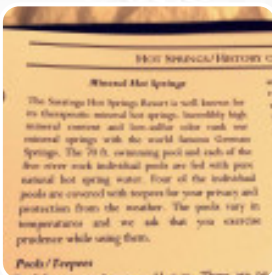 HOT SPRINGS/HISTORY O
Mineral Hot Springs
The Saratoga Hot Springs Resort is well known for
its therapeutic mineral hot springs. Incredibly high
mineral content and low-sulfur color rank our
mineral springs with the world famous German
Springs. The 70 ft. swimming pool and each of the
five river rock individual pools are fed with pure
natural hot spring water. Four of the individual
pools are covered with teepees for your privacy and
protection from the weather. The pools vary in
temperatures and we ask that you exercise
prudence while using them.
Pools/Teepees